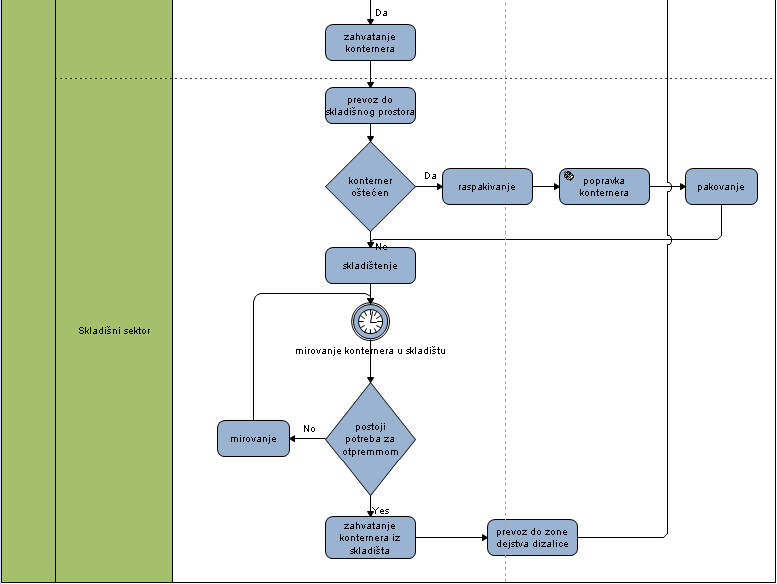 Da
zahvatanje
konternera
prevoz do
skladišnog prostora
konterner
oštećen
Da
raspakivanje
popravka
konternera
pakovanje
Ne
skladištenje
Skladišni sektor
mirovanje konternera u skladištu
postoji
potreba za
otpremmom
No
mirovanje
Yes
zahvatanje
konternera iz
skladišta
prevoz do zone
dejstva dizalice